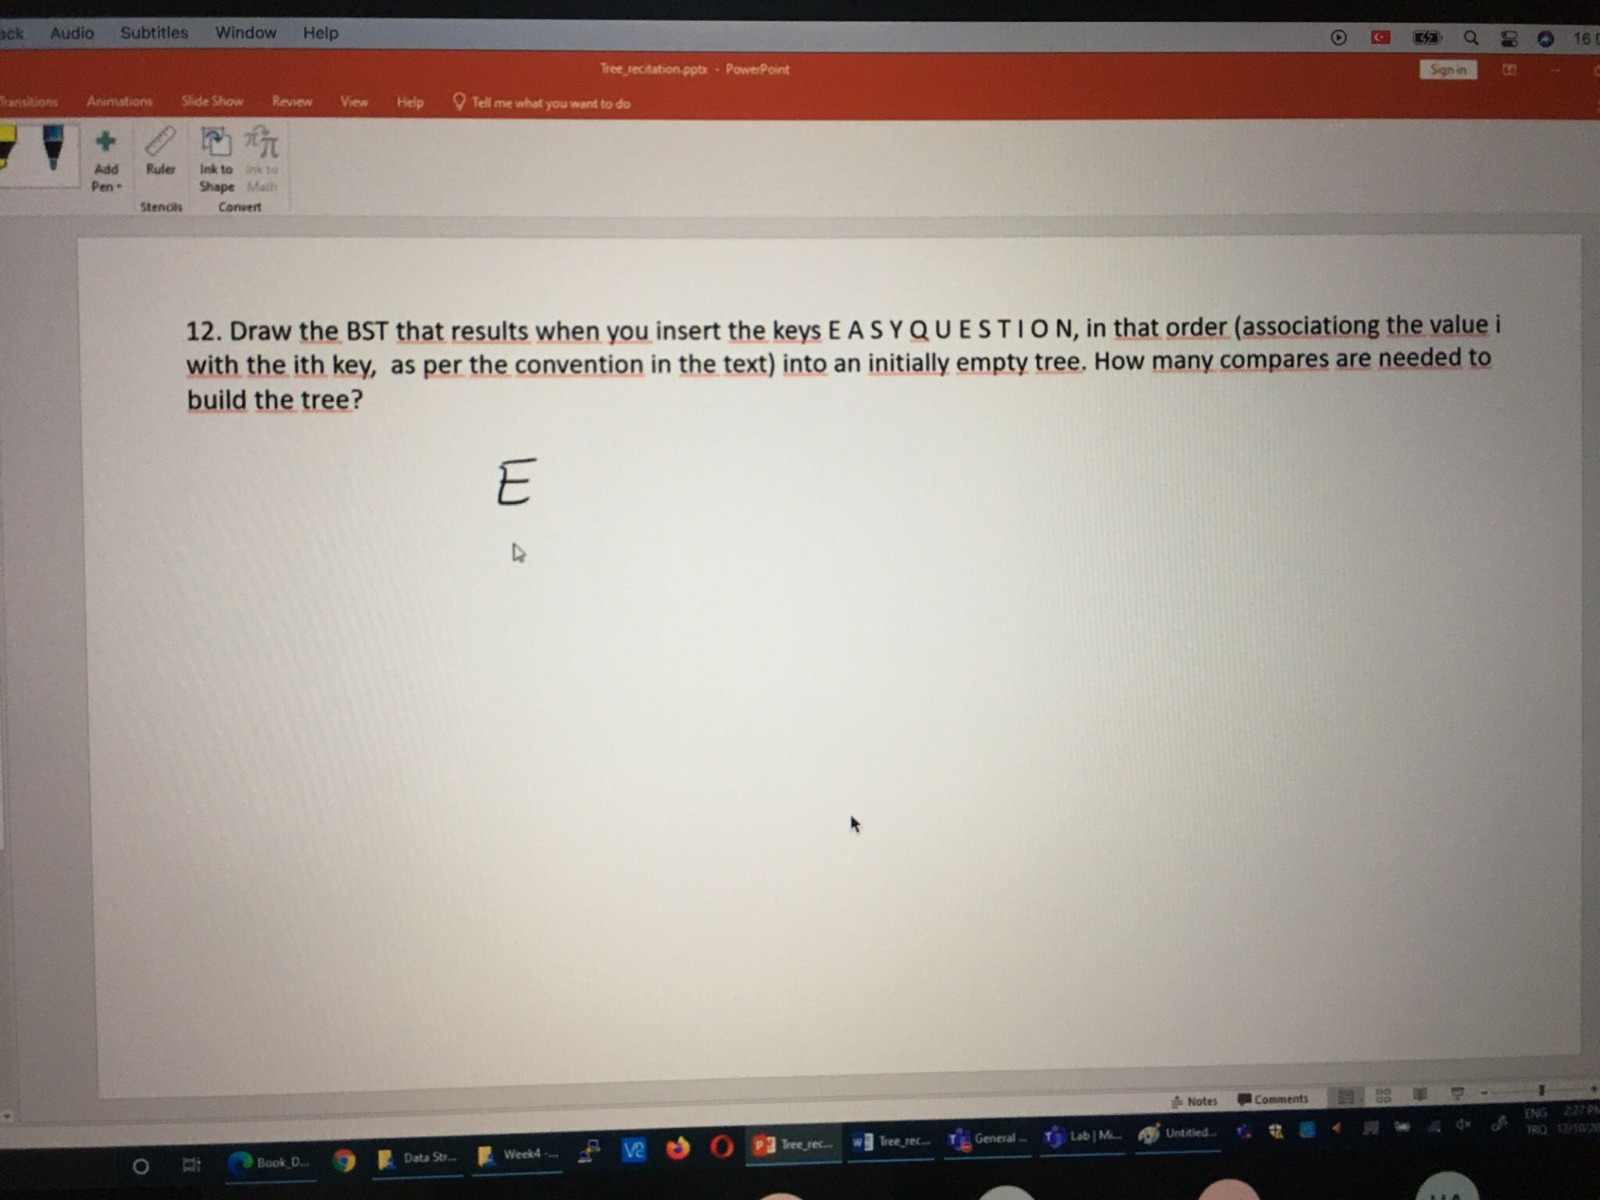 Audio Subtitles Window Help
16
Tree_recitation.pptx - PowerPoint
Sign in
Transitions Animations Slide Show Review View Help Tell me what you want to do
Add Pen Ruler Ink to Shape Ink to Math
Stencils Convert
12. Draw the BST that results when you insert the keys E A S Y Q U E S T I O N, in that order (associationg the value i
with the ith key, as per the convention in the text) into an initially empty tree. How many compares are needed to
build the tree?
E
Notes Comments
Book_D... Data Str... Week4 -... Tree_rec... Tree_rec... General ... Lab | Mi... Untitled...
ENG 2:27 PM
TRQ